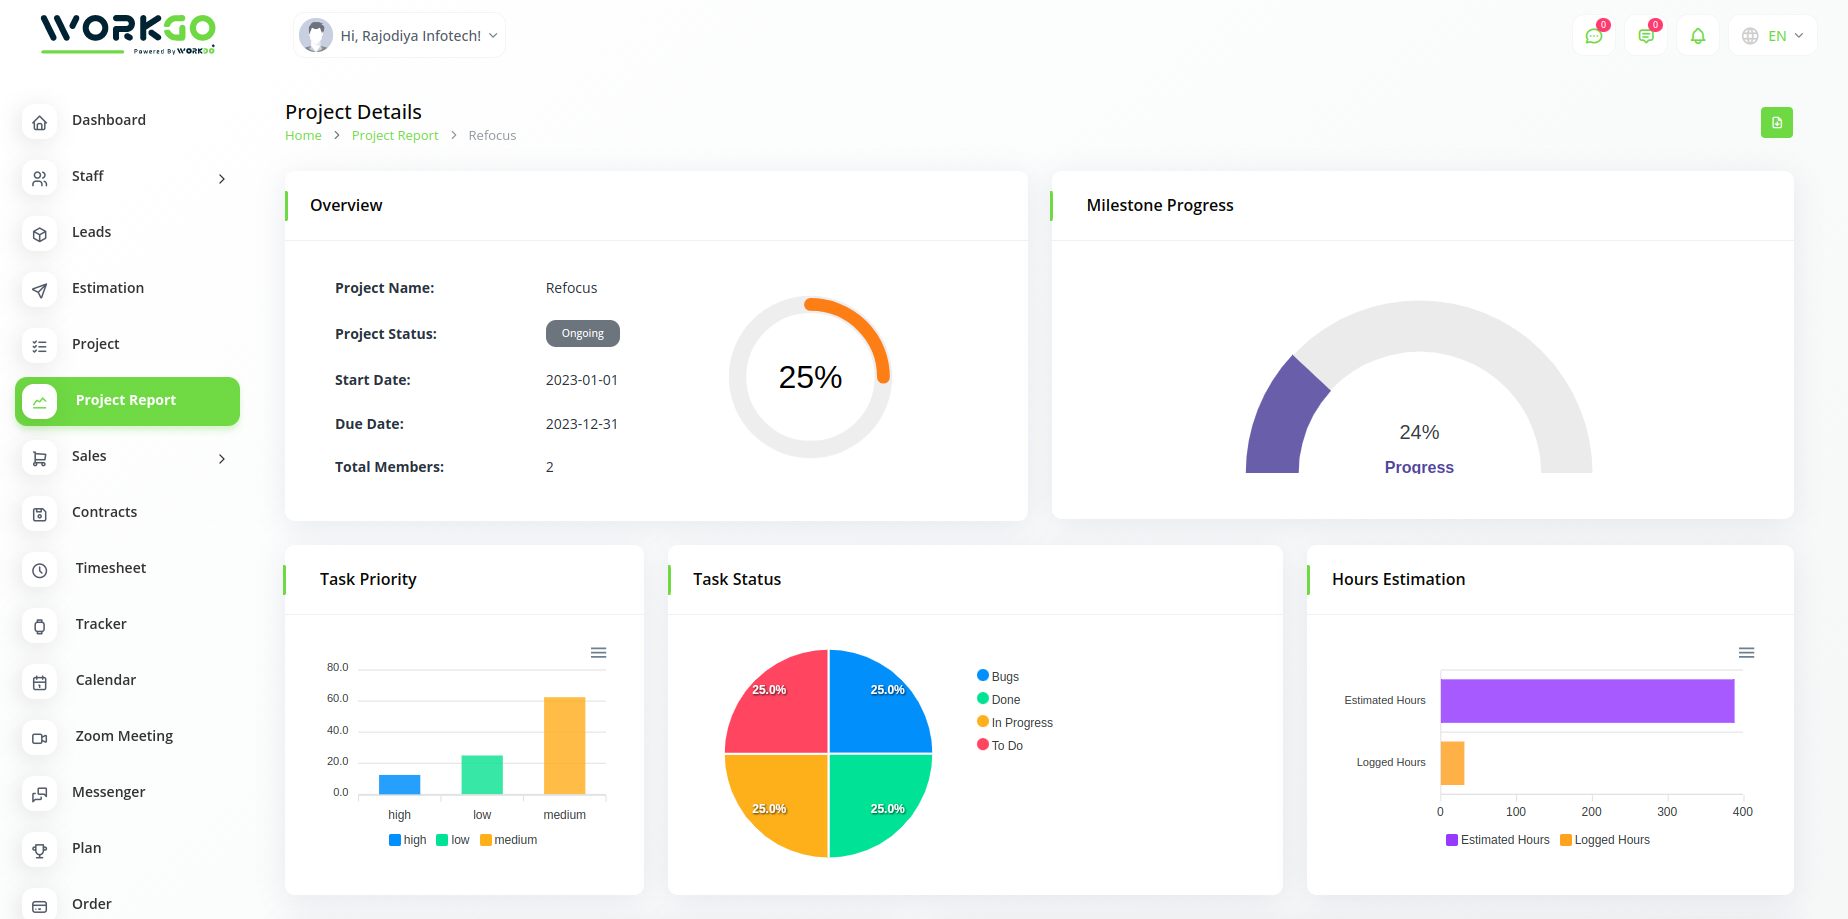 WORKGO
Powered By WORKGO
Hi, Rajodiya Infotech!
0
0
EN
Dashboard
Staff
Leads
Estimation
Project
Project Report
Sales
Contracts
Timesheet
Tracker
Calendar
Zoom Meeting
Messenger
Plan
Order
Project Details
Home > Project Report > Refocus
Overview
Project Name: Refocus
Project Status: Ongoing
Start Date: 2023-01-01
Due Date: 2023-12-31
Total Members: 2
25%
Milestone Progress
24%
Progress
Task Priority
80.0
60.0
40.0
20.0
0.0
high low medium
high low medium
Task Status
25.0% 25.0%
25.0% 25.0%
Bugs
Done
In Progress
To Do
Hours Estimation
Estimated Hours
Logged Hours
0 100 200 300 400
Estimated Hours Logged Hours